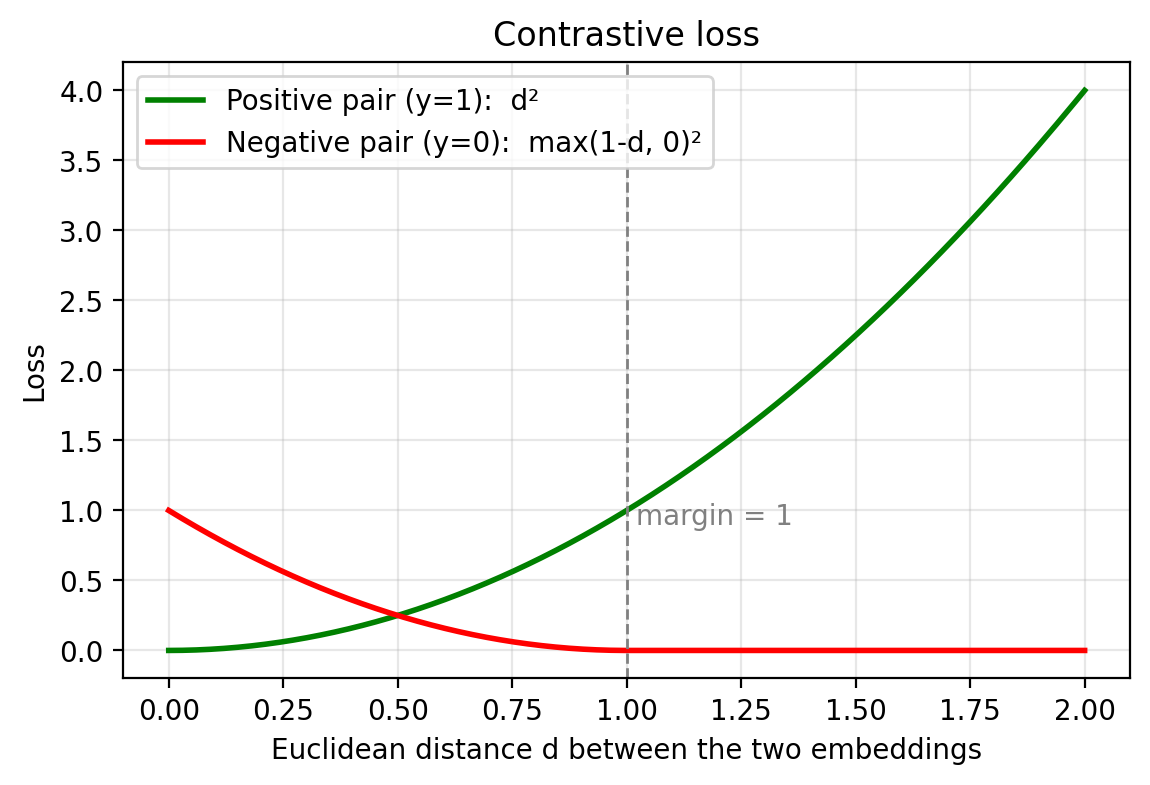 Contrastive loss
Positive pair (y=1):  d²
Negative pair (y=0):  max(1-d, 0)²
4.0
3.5
3.0
2.5
2.0
1.5
1.0
0.5
0.0
Loss
margin = 1
0.00 0.25 0.50 0.75 1.00 1.25 1.50 1.75 2.00
Euclidean distance d between the two embeddings